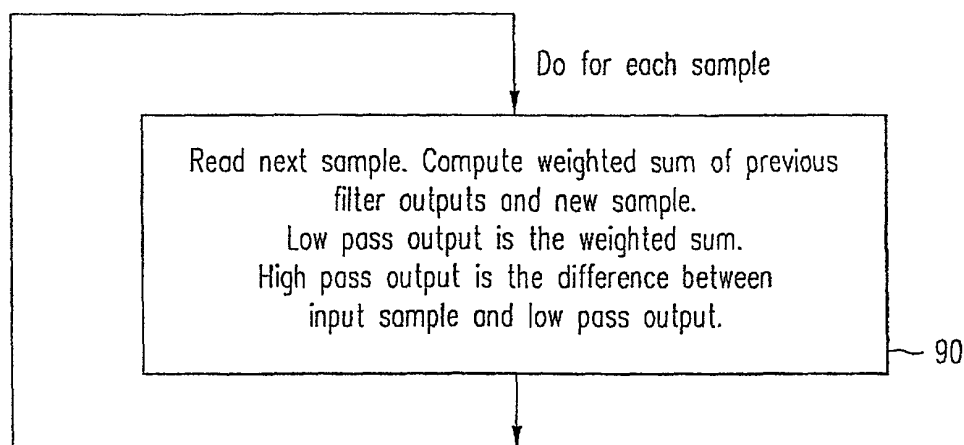 Do for each sample
Read next sample. Compute weighted sum of previous
filter outputs and new sample.
Low pass output is the weighted sum.
High pass output is the difference between
input sample and low pass output.
90